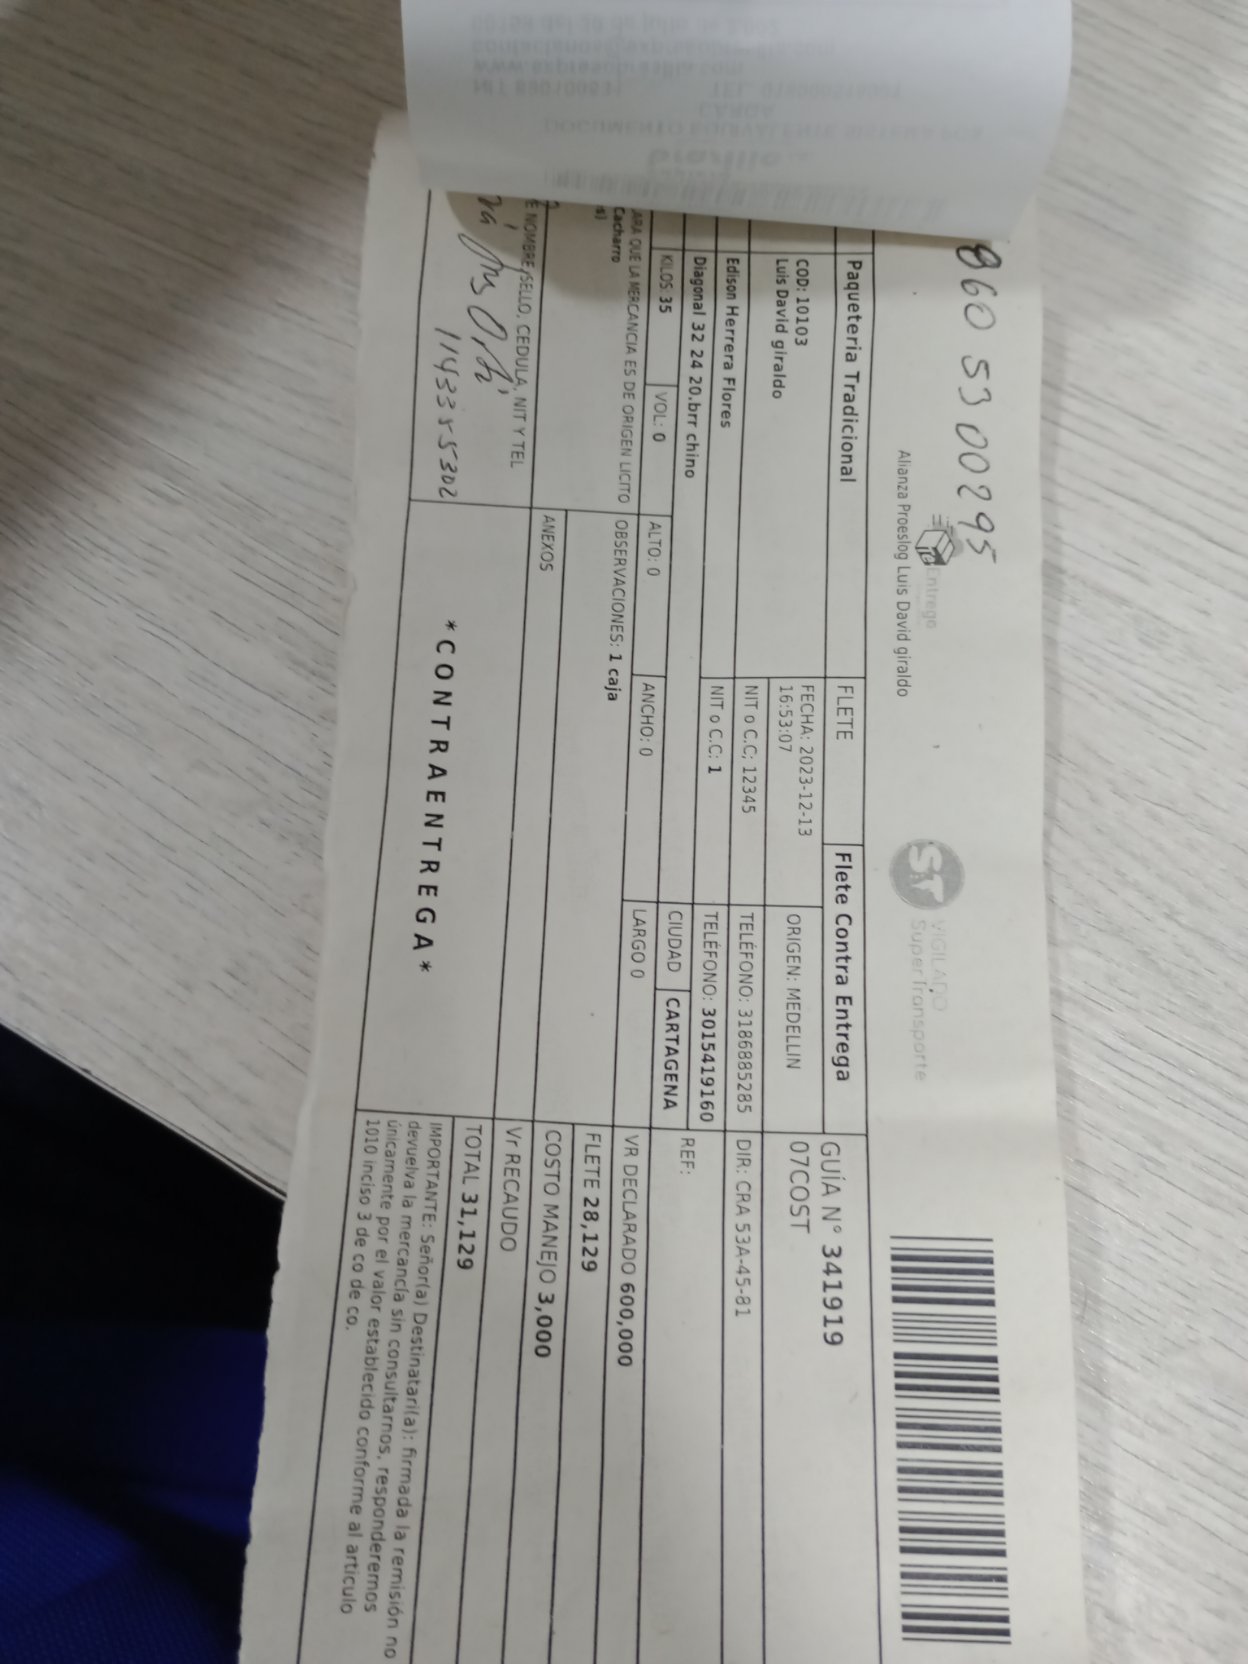 860 53 00295
Entrego
Alianza Proeslog Luis David giraldo
ST
VIGILADO
SuperTransporte
Paqueteria Tradicional
FLETE
Flete Contra Entrega
GUÍA N° 341919
07COST
COD: 10103
Luis David giraldo
FECHA: 2023-12-13
16:53:07
ORIGEN: MEDELLIN
NIT o C.C: 12345
TELÉFONO: 3186885285
DIR: CRA 53A-45-81
Edison Herrera Flores
NIT o C.C: 1
TELÉFONO: 3015419160
REF:
Diagonal 32 24 20.brr chino
CIUDAD
CARTAGENA
KILOS: 35
VOL: 0
ALTO: 0
ANCHO: 0
LARGO 0
VR DECLARADO 600,000
ARA QUE LA MERCANCIA ES DE ORIGEN LICITO
Cacharro
s)
OBSERVACIONES: 1 caja
FLETE 28,129
ANEXOS
COSTO MANEJO 3,000
E NOMBRE, SELLO, CEDULA, NIT Y TEL
Vr RECAUDO
TOTAL 31,129
*CONTRAENTREGA*
IMPORTANTE: Señor(a) Destinatari(a): firmada la remisión no
devuelva la mercancía sin consultarnos, responderemos
únicamente por el valor establecido conforme al articulo
1010 inciso 3 de co de co.